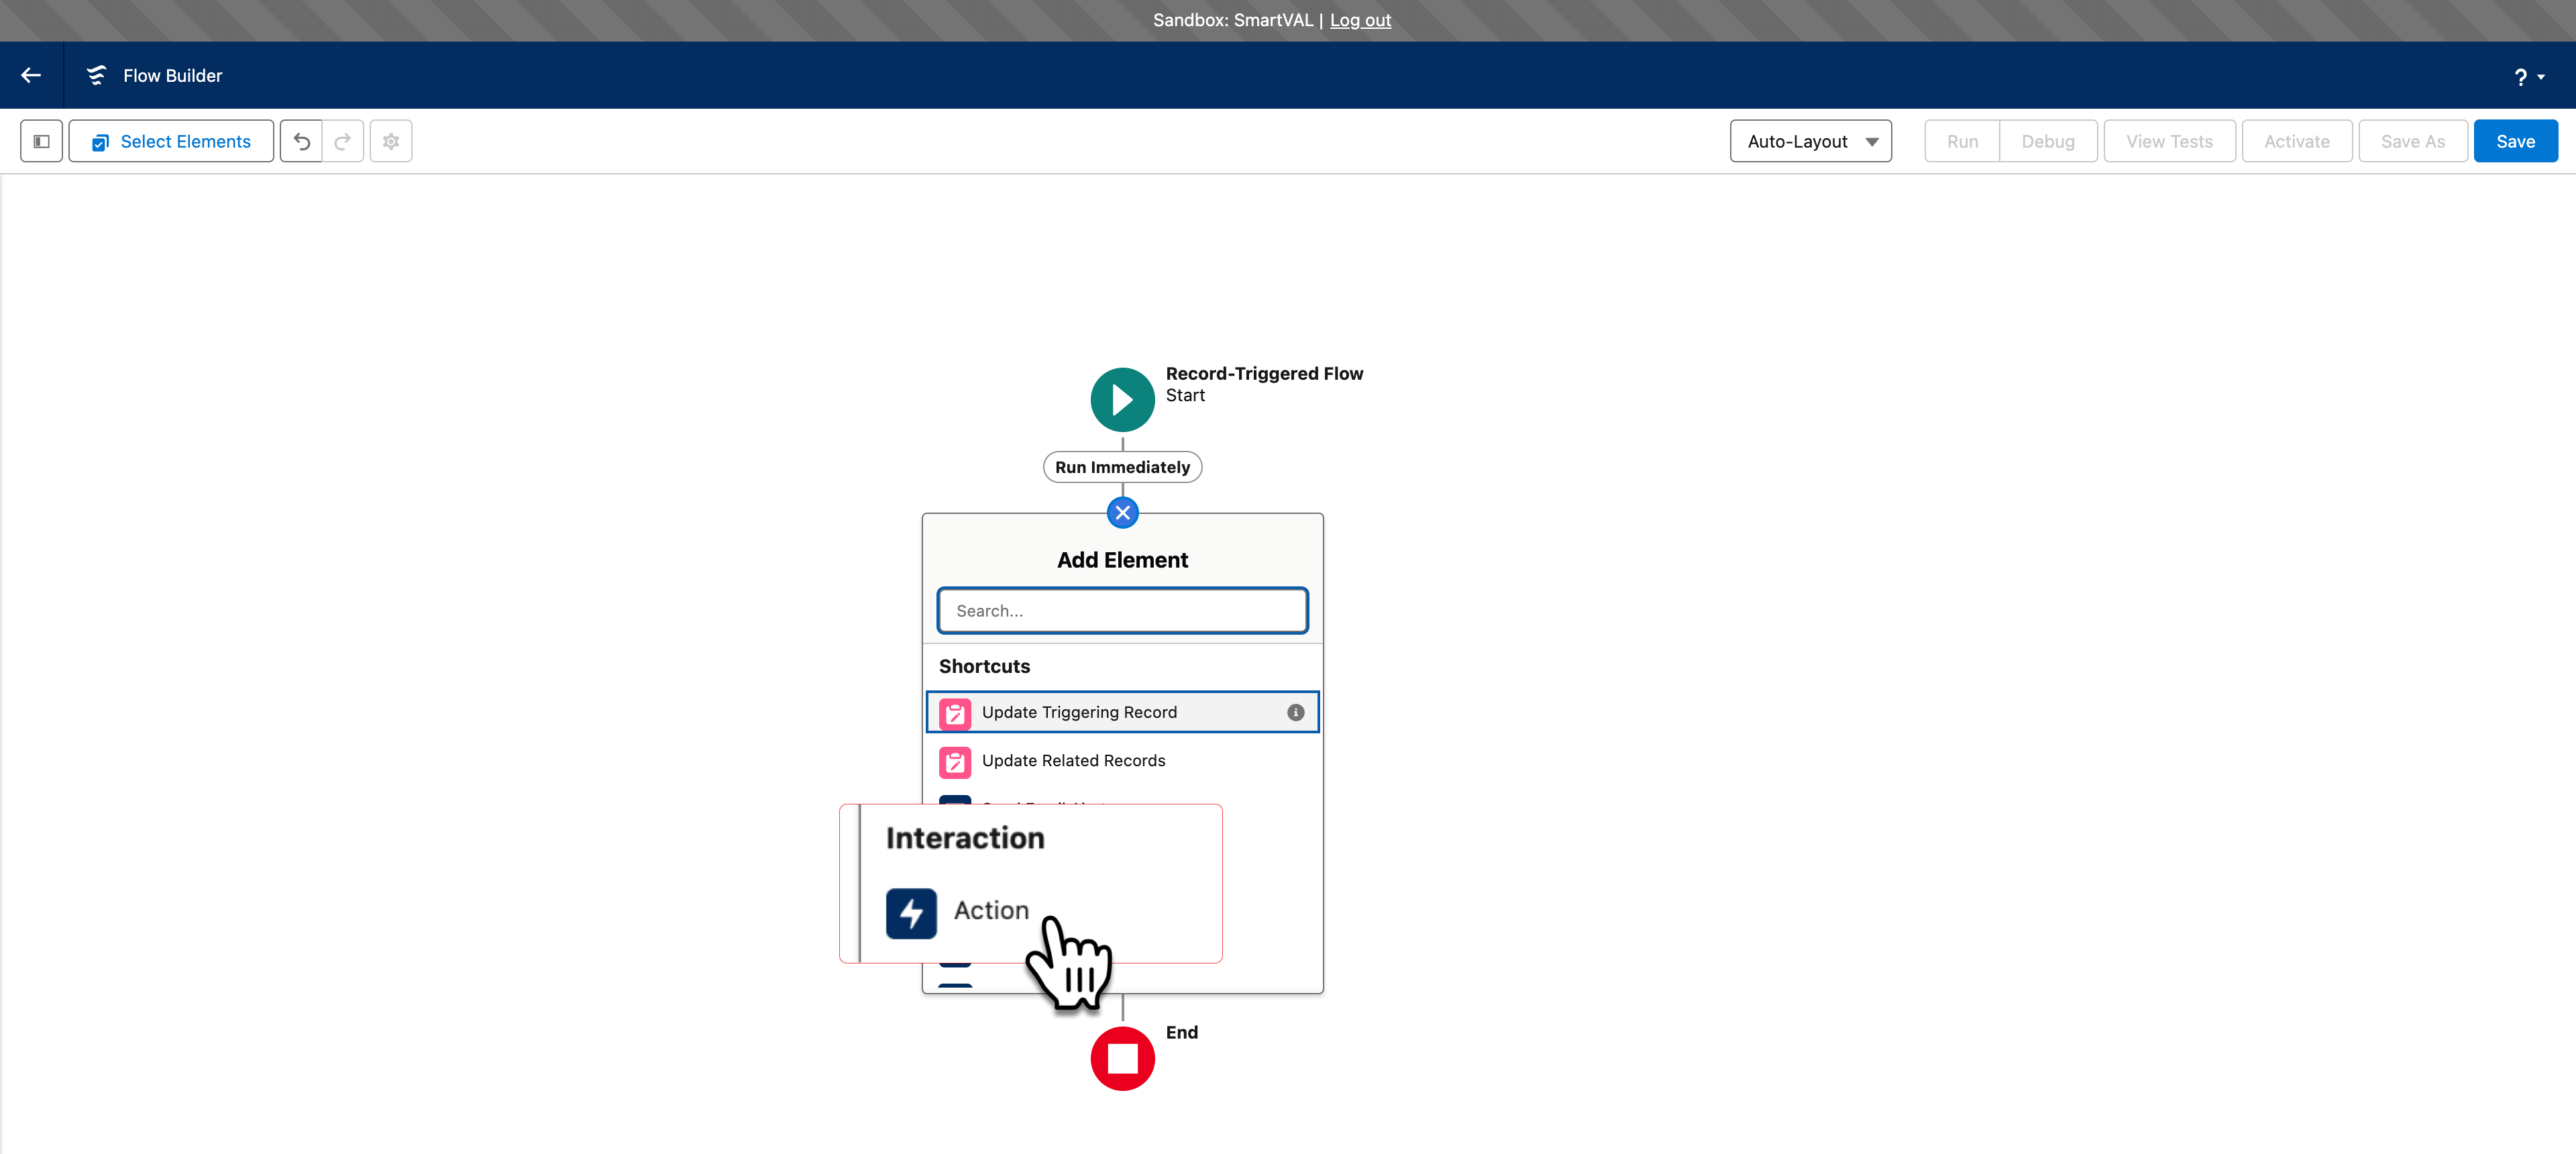 Sandbox: SmartVAL | Log out
Flow Builder
?
Select Elements
Auto-Layout
Run
Debug
View Tests
Activate
Save As
Save
Record-Triggered Flow
Start
Run Immediately
Add Element
Search...
Shortcuts
Update Triggering Record
Update Related Records
Interaction
Action
End